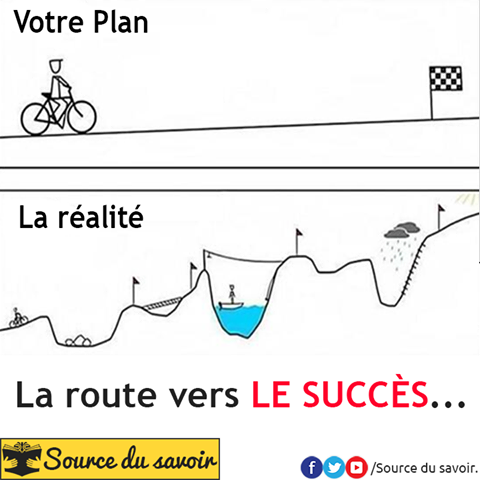 Votre Plan
La réalité
La route vers LE SUCCÈS...
Source du savoir
/Source du savoir.